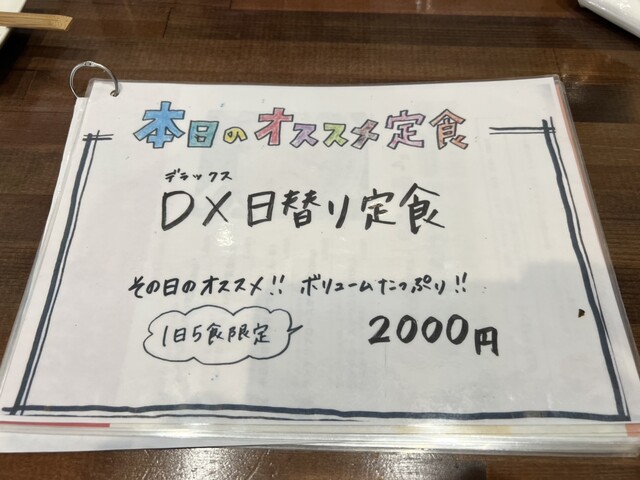 本日のオススメ定食
デラックス
DX日替り定食
その日のオススメ!! ボリュームたっぷり!!
1日5食限定
2000円